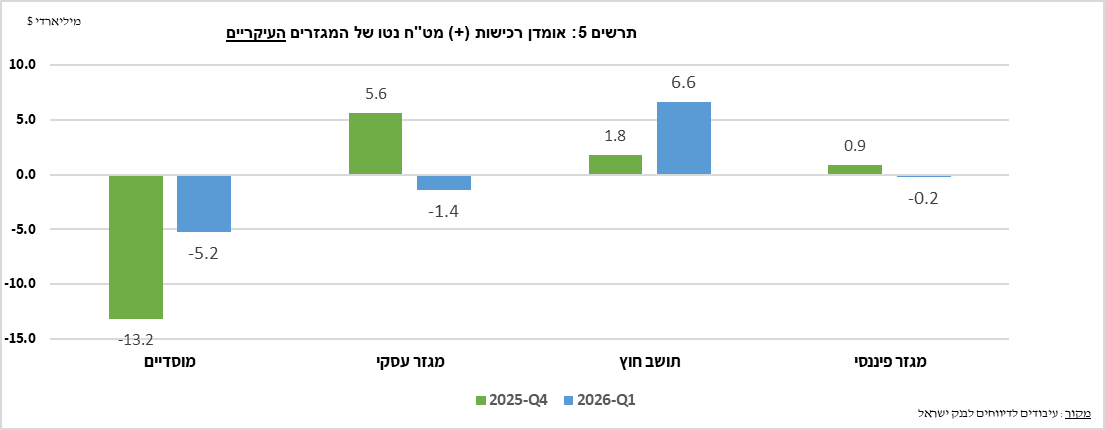 מיליארדי $
תרשים 5: אומדן רכישות (+) מט"ח נטו של המגזרים העיקריים
10.0
5.0
0.0
-5.0
-10.0
-15.0
-13.2
-5.2
5.6
-1.4
1.8
6.6
0.9
-0.2
מוסדיים
מגזר עסקי
תושב חוץ
מגזר פיננסי
2025-Q4
2026-Q1
מקור: עיבודים לדיווחים לבנק ישראל